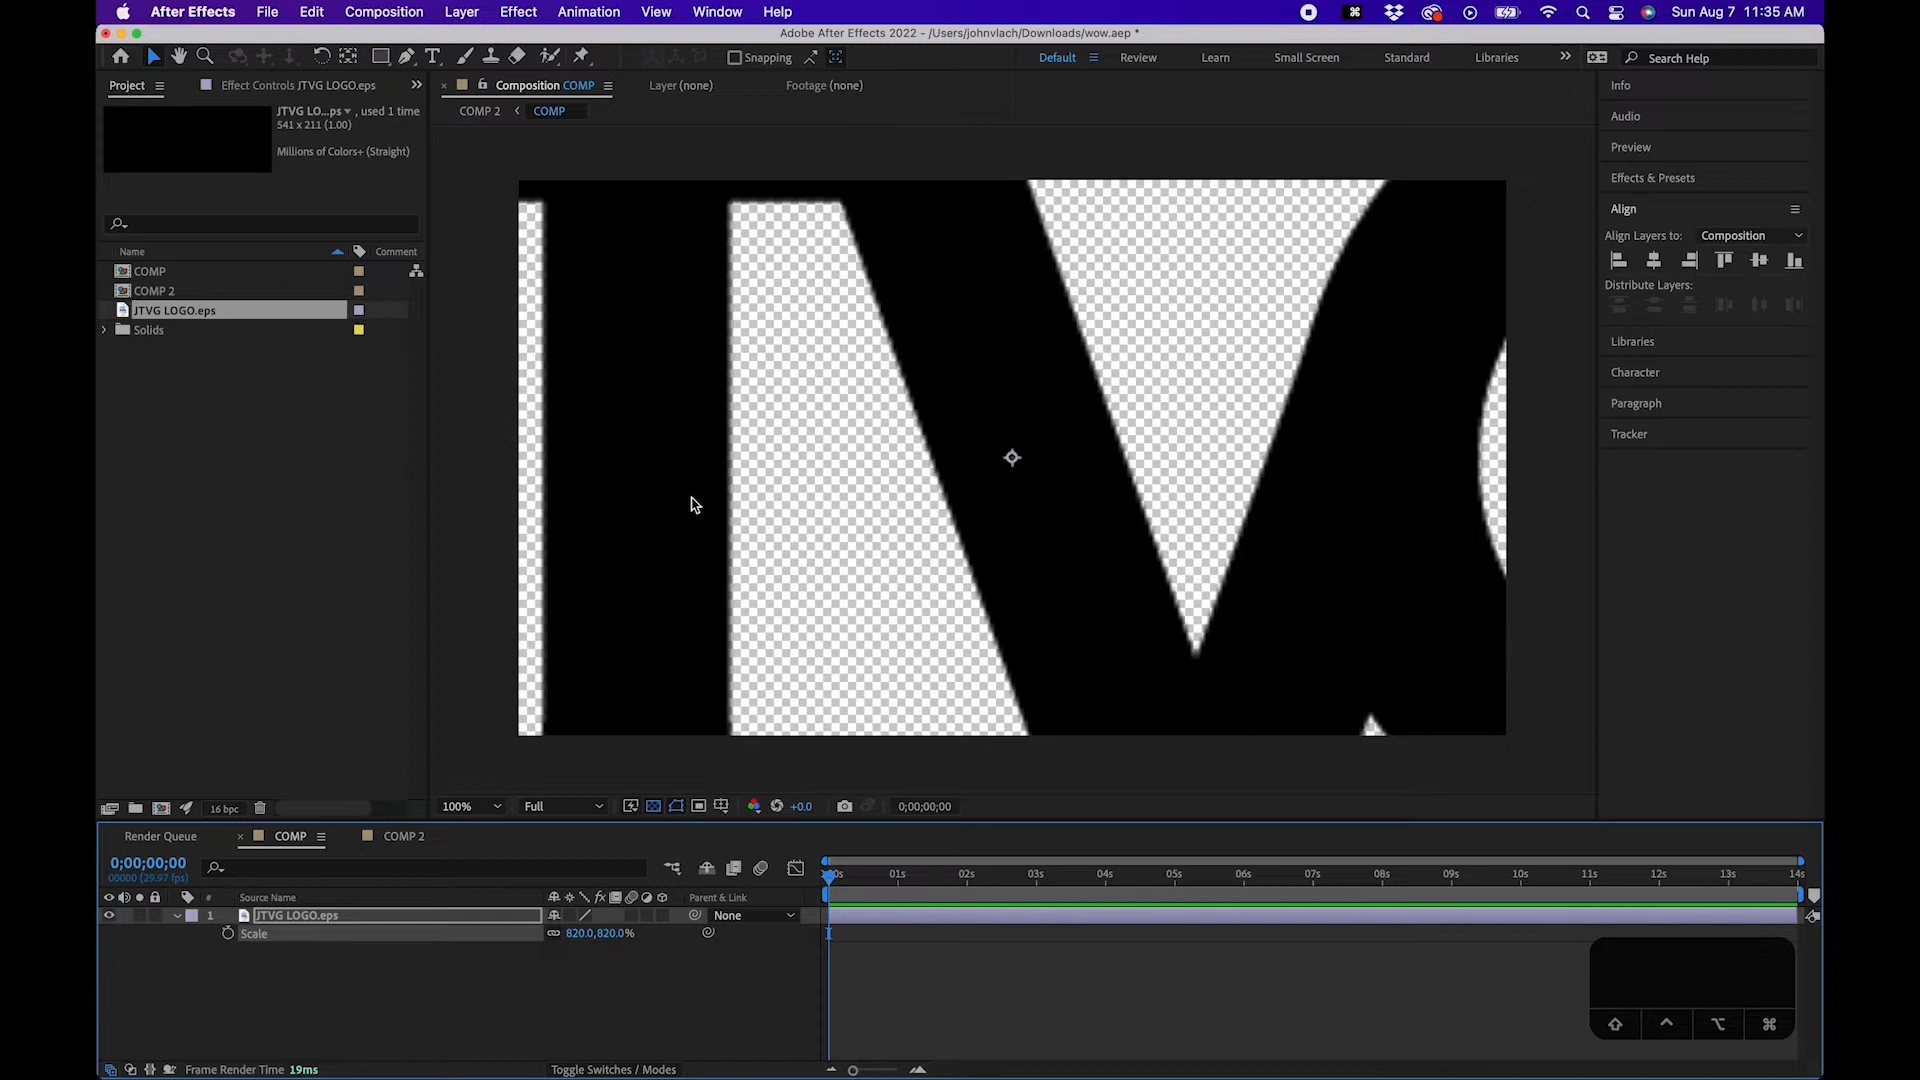 After Effects File Edit Composition Layer Effect Animation View Window Help Sun Aug 7 11:35 AM
Adobe After Effects 2022 - /Users/johnvlach/Downloads/wow.aep *
Snapping Default Review Learn Small Screen Standard Libraries Search Help
Project Effect Controls JTVG LOGO.eps Composition COMP Layer (none) Footage (none) Info
JTVG LO...ps , used 1 time
541 x 211 (1.00)
Millions of Colors+ (Straight)
COMP 2 COMP
Audio
Preview
Effects & Presets
Align
Align Layers to: Composition
Distribute Layers:
Libraries
Character
Paragraph
Tracker
Name Comment
COMP
COMP 2
JTVG LOGO.eps
Solids
16 bpc 100% Full +0.0 0;00;00;00
Render Queue COMP COMP 2
0;00;00;00
00000 (29.97 fps)
:00s 01s 02s 03s 04s 05s 06s 07s 08s 09s 10s 11s 12s 13s 14s
# Source Name fx Parent & Link
1 JTVG LOGO.eps None
Scale 820.0,820.0%
Frame Render Time 19ms Toggle Switches / Modes